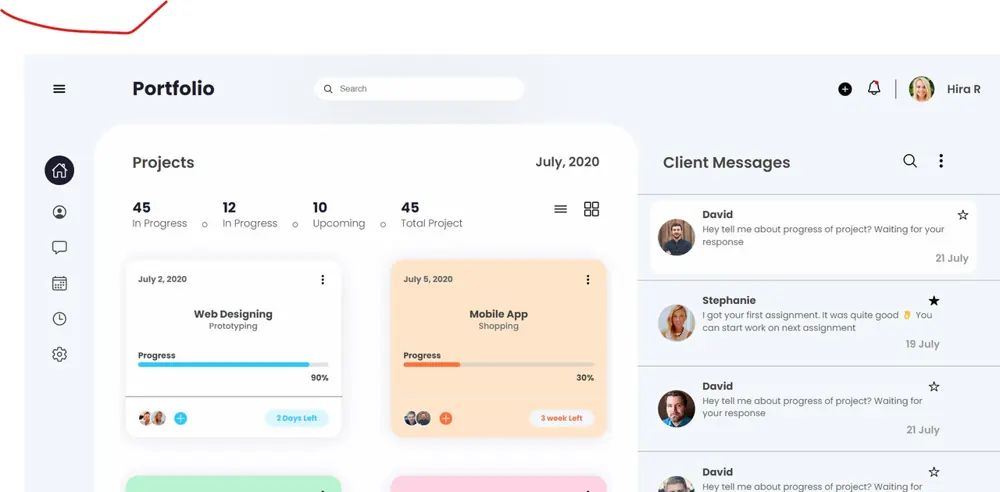 Portfolio
Search
Hira R
Projects
July, 2020
45
In Progress
12
In Progress
10
Upcoming
45
Total Project
July 2, 2020
Web Designing
Prototyping
Progress
90%
2 Days Left
July 5, 2020
Mobile App
Shopping
Progress
30%
3 week Left
Client Messages
David
Hey tell me about progress of project? Waiting for your
response
21 July
Stephanie
I got your first assignment. It was quite good 👌 You
can start work on next assignment
19 July
David
Hey tell me about progress of project? Waiting for
your response
21 July
David
Hey tell me about progress of project? Waiting for